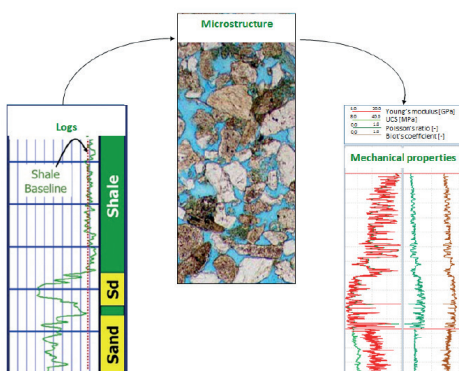 Microstructure
Logs
Shale
Baseline
Shale
Sd
Sand
Young's modulus [GPa]
UCS [MPa]
Poisson's ratio [-]
Biot's coefficient [-]
Mechanical properties